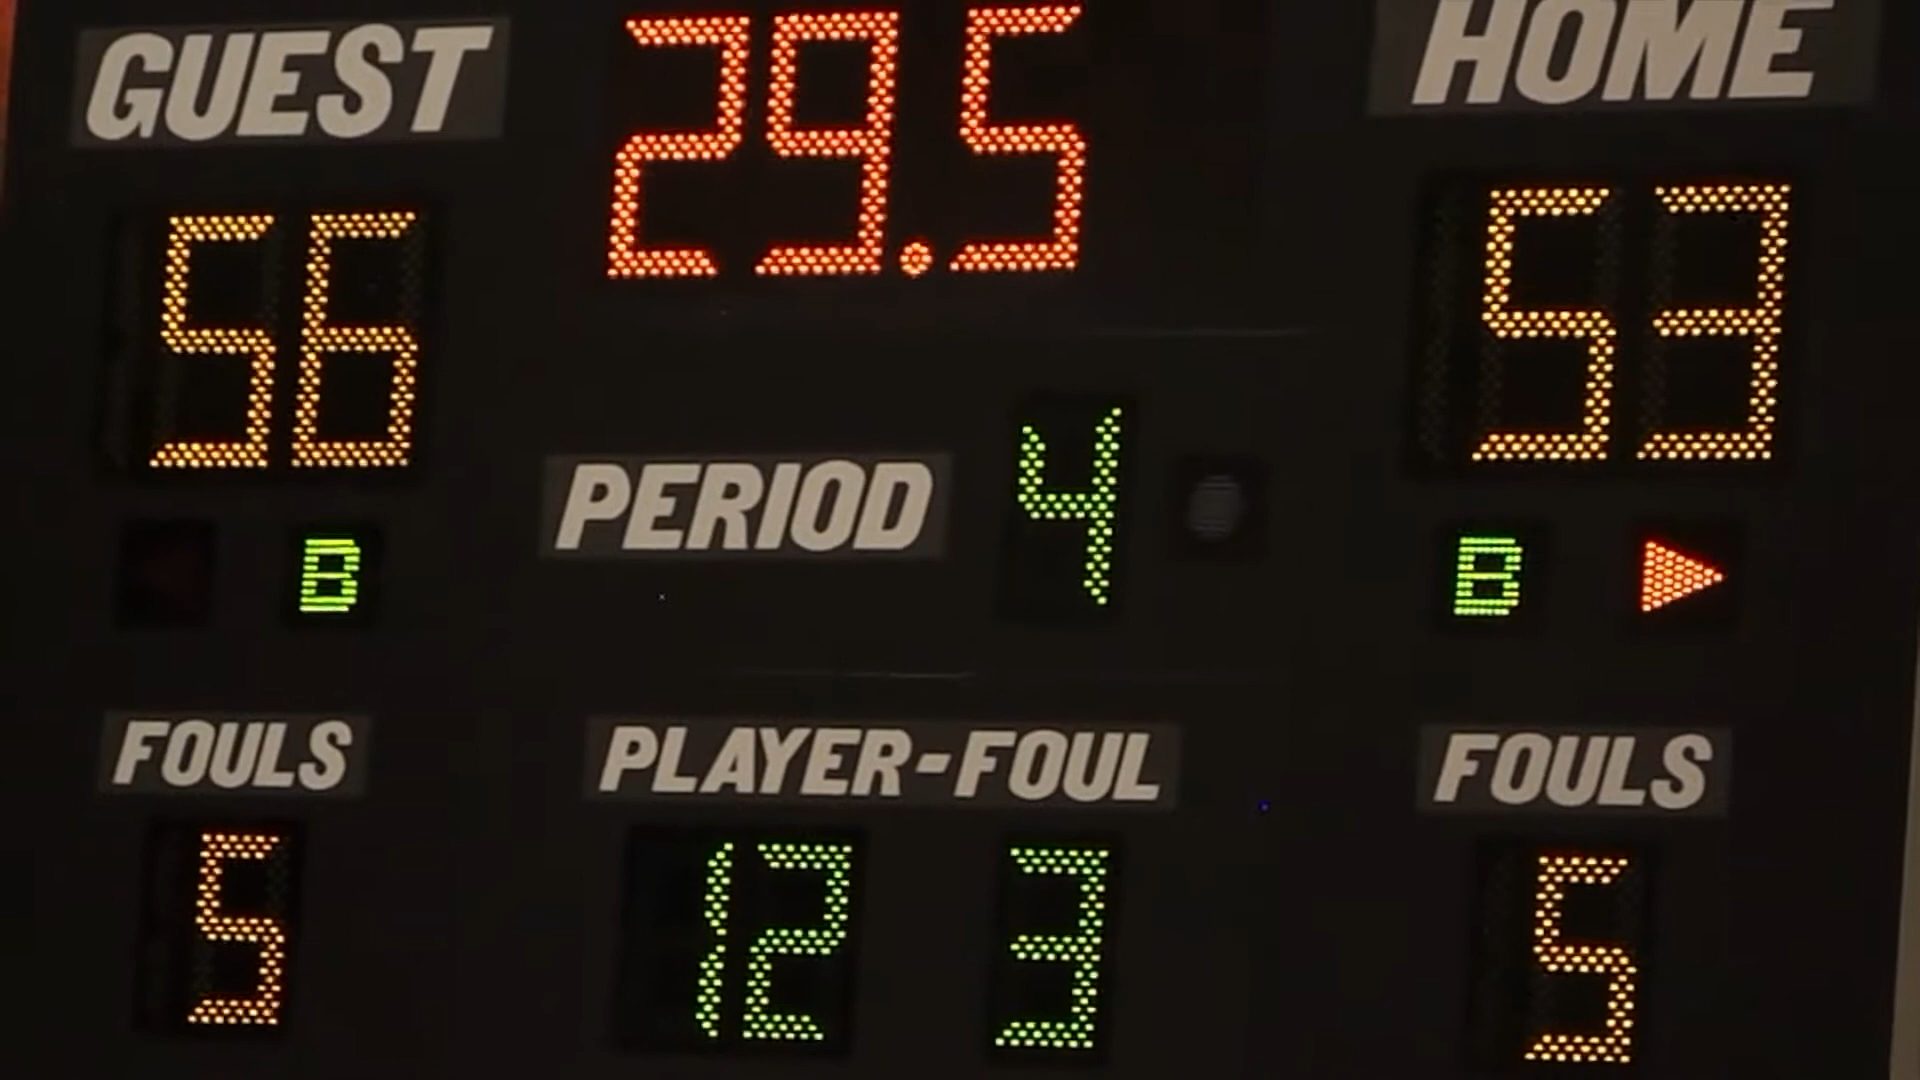 GUEST 29.5 HOME
56 53
PERIOD 4
B B
FOULS PLAYER-FOUL FOULS
5 12 3 5